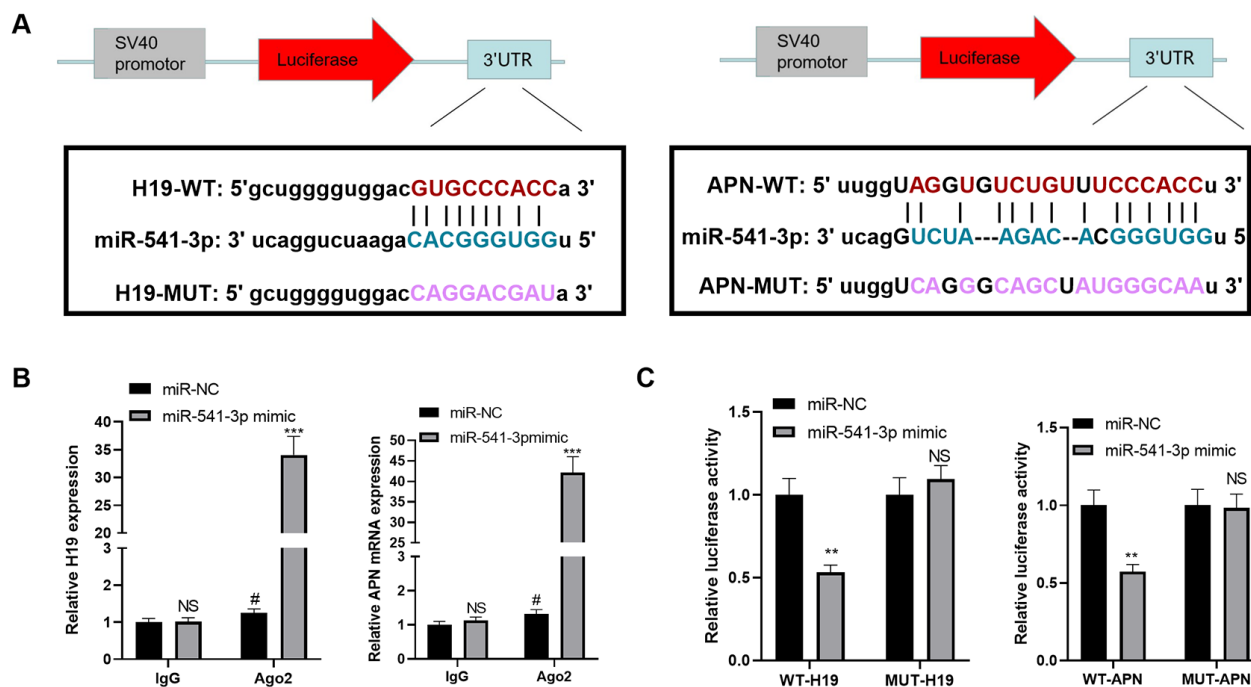 A
SV40
promotor
Luciferase
3'UTR
H19-WT: 5'gcuggggugggacGUGCCCACCa 3'
miR-541-3p: 3' ucaggucuaagaCACGGGUGGu 5'
H19-MUT: 5' gcuggggugggacCAGGACGAUa 3'
SV40
promotor
Luciferase
3'UTR
APN-WT: 5' uuggUAGGUGUCUGUUUCCCACCu 3'
miR-541-3p: 3' ucagGUCUA---AGAC--ACGGGGUGGu 5
APN-MUT: 5' uuggUCAGGGCAGCUAUGGGCAAu 3'
B
miR-NC
miR-541-3p mimic
Relative H19 expression
40
35
30
25
20
3
2
1
0
NS
#
***
IgG
Ago2
miR-NC
miR-541-3pmimic
Relative APN mRNA expression
50
45
40
35
30
25
3
2
1
0
NS
#
***
IgG
Ago2
C
miR-NC
miR-541-3p mimic
Relative luciferase activity
1.5
1.0
0.5
0.0
**
NS
WT-H19
MUT-H19
miR-NC
miR-541-3p mimic
Relative luciferase activity
1.5
1.0
0.5
0.0
**
NS
WT-APN
MUT-APN